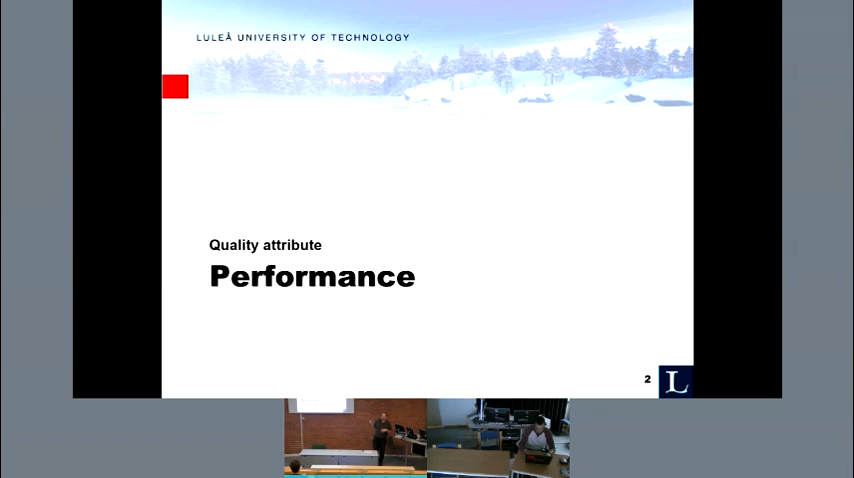 LULEÅ UNIVERSITY OF TECHNOLOGY
Quality attribute
Performance
2
L